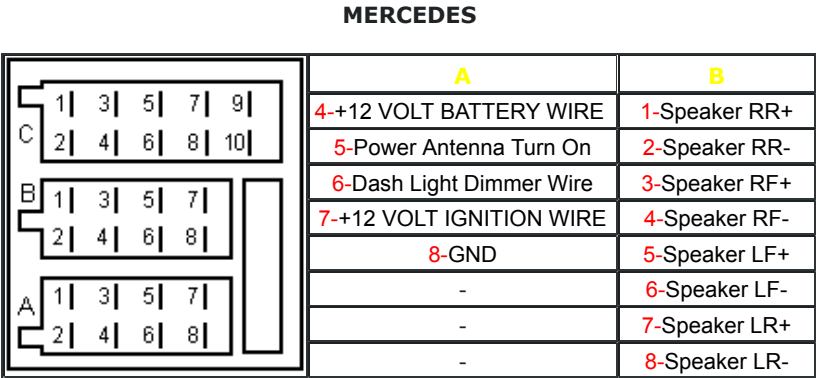 MERCEDES
C
1 3 5 7 9
2 4 6 8 10
B
1 3 5 7
2 4 6 8
A
1 3 5 7
2 4 6 8
A B
4-+12 VOLT BATTERY WIRE 1-Speaker RR+
5-Power Antenna Turn On 2-Speaker RR-
6-Dash Light Dimmer Wire 3-Speaker RF+
7-+12 VOLT IGNITION WIRE 4-Speaker RF-
8-GND 5-Speaker LF+
- 6-Speaker LF-
- 7-Speaker LR+
- 8-Speaker LR-